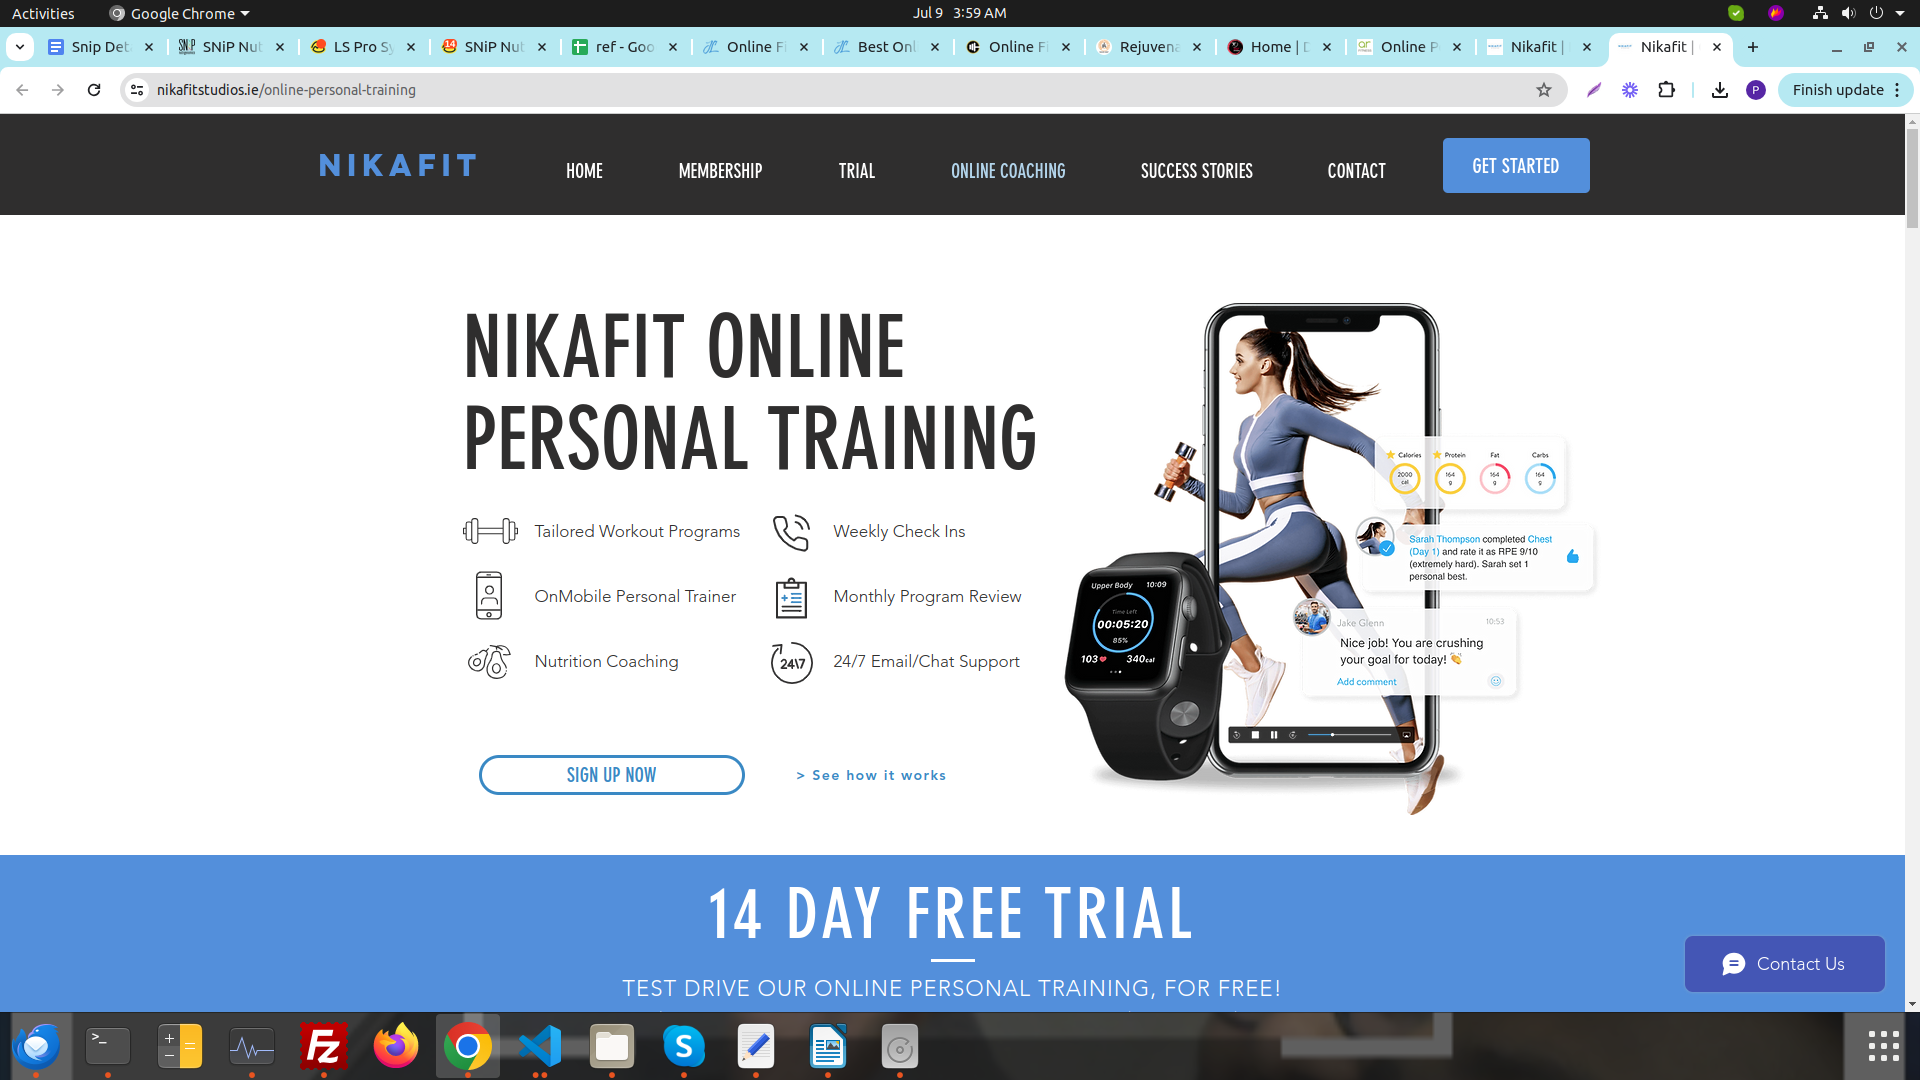 Activities
Google Chrome
Jul 9 3:59 AM
Snip Det
SNiP Nut
LS Pro Sy
SNiP Nut
ref - Goo
Online Fi
Best Onl
Online Fi
Rejuvena
Home | D
Online P
Nikafit |
Nikafit |
nikafitstudios.ie/online-personal-training
P
Finish update
NIKAFIT
HOME
MEMBERSHIP
TRIAL
ONLINE COACHING
SUCCESS STORIES
CONTACT
GET STARTED
NIKAFIT ONLINE
PERSONAL TRAINING
Tailored Workout Programs
Weekly Check Ins
OnMobile Personal Trainer
Monthly Program Review
Nutrition Coaching
24\7
24/7 Email/Chat Support
SIGN UP NOW
> See how it works
Calories
Protein
Fat
Carbs
2000
cal
164
g
164
g
164
g
Sarah Thompson completed Chest
(Day 1) and rate it as RPE 9/10
(extremely hard). Sarah set 1
personal best.
Jake Glenn
10:53
Nice job! You are crushing
your goal for today! 👏
Add comment
Upper Body
10:09
Time Left
00:05:20
85%
103
340cal
14 DAY FREE TRIAL
TEST DRIVE OUR ONLINE PERSONAL TRAINING, FOR FREE!
Contact Us